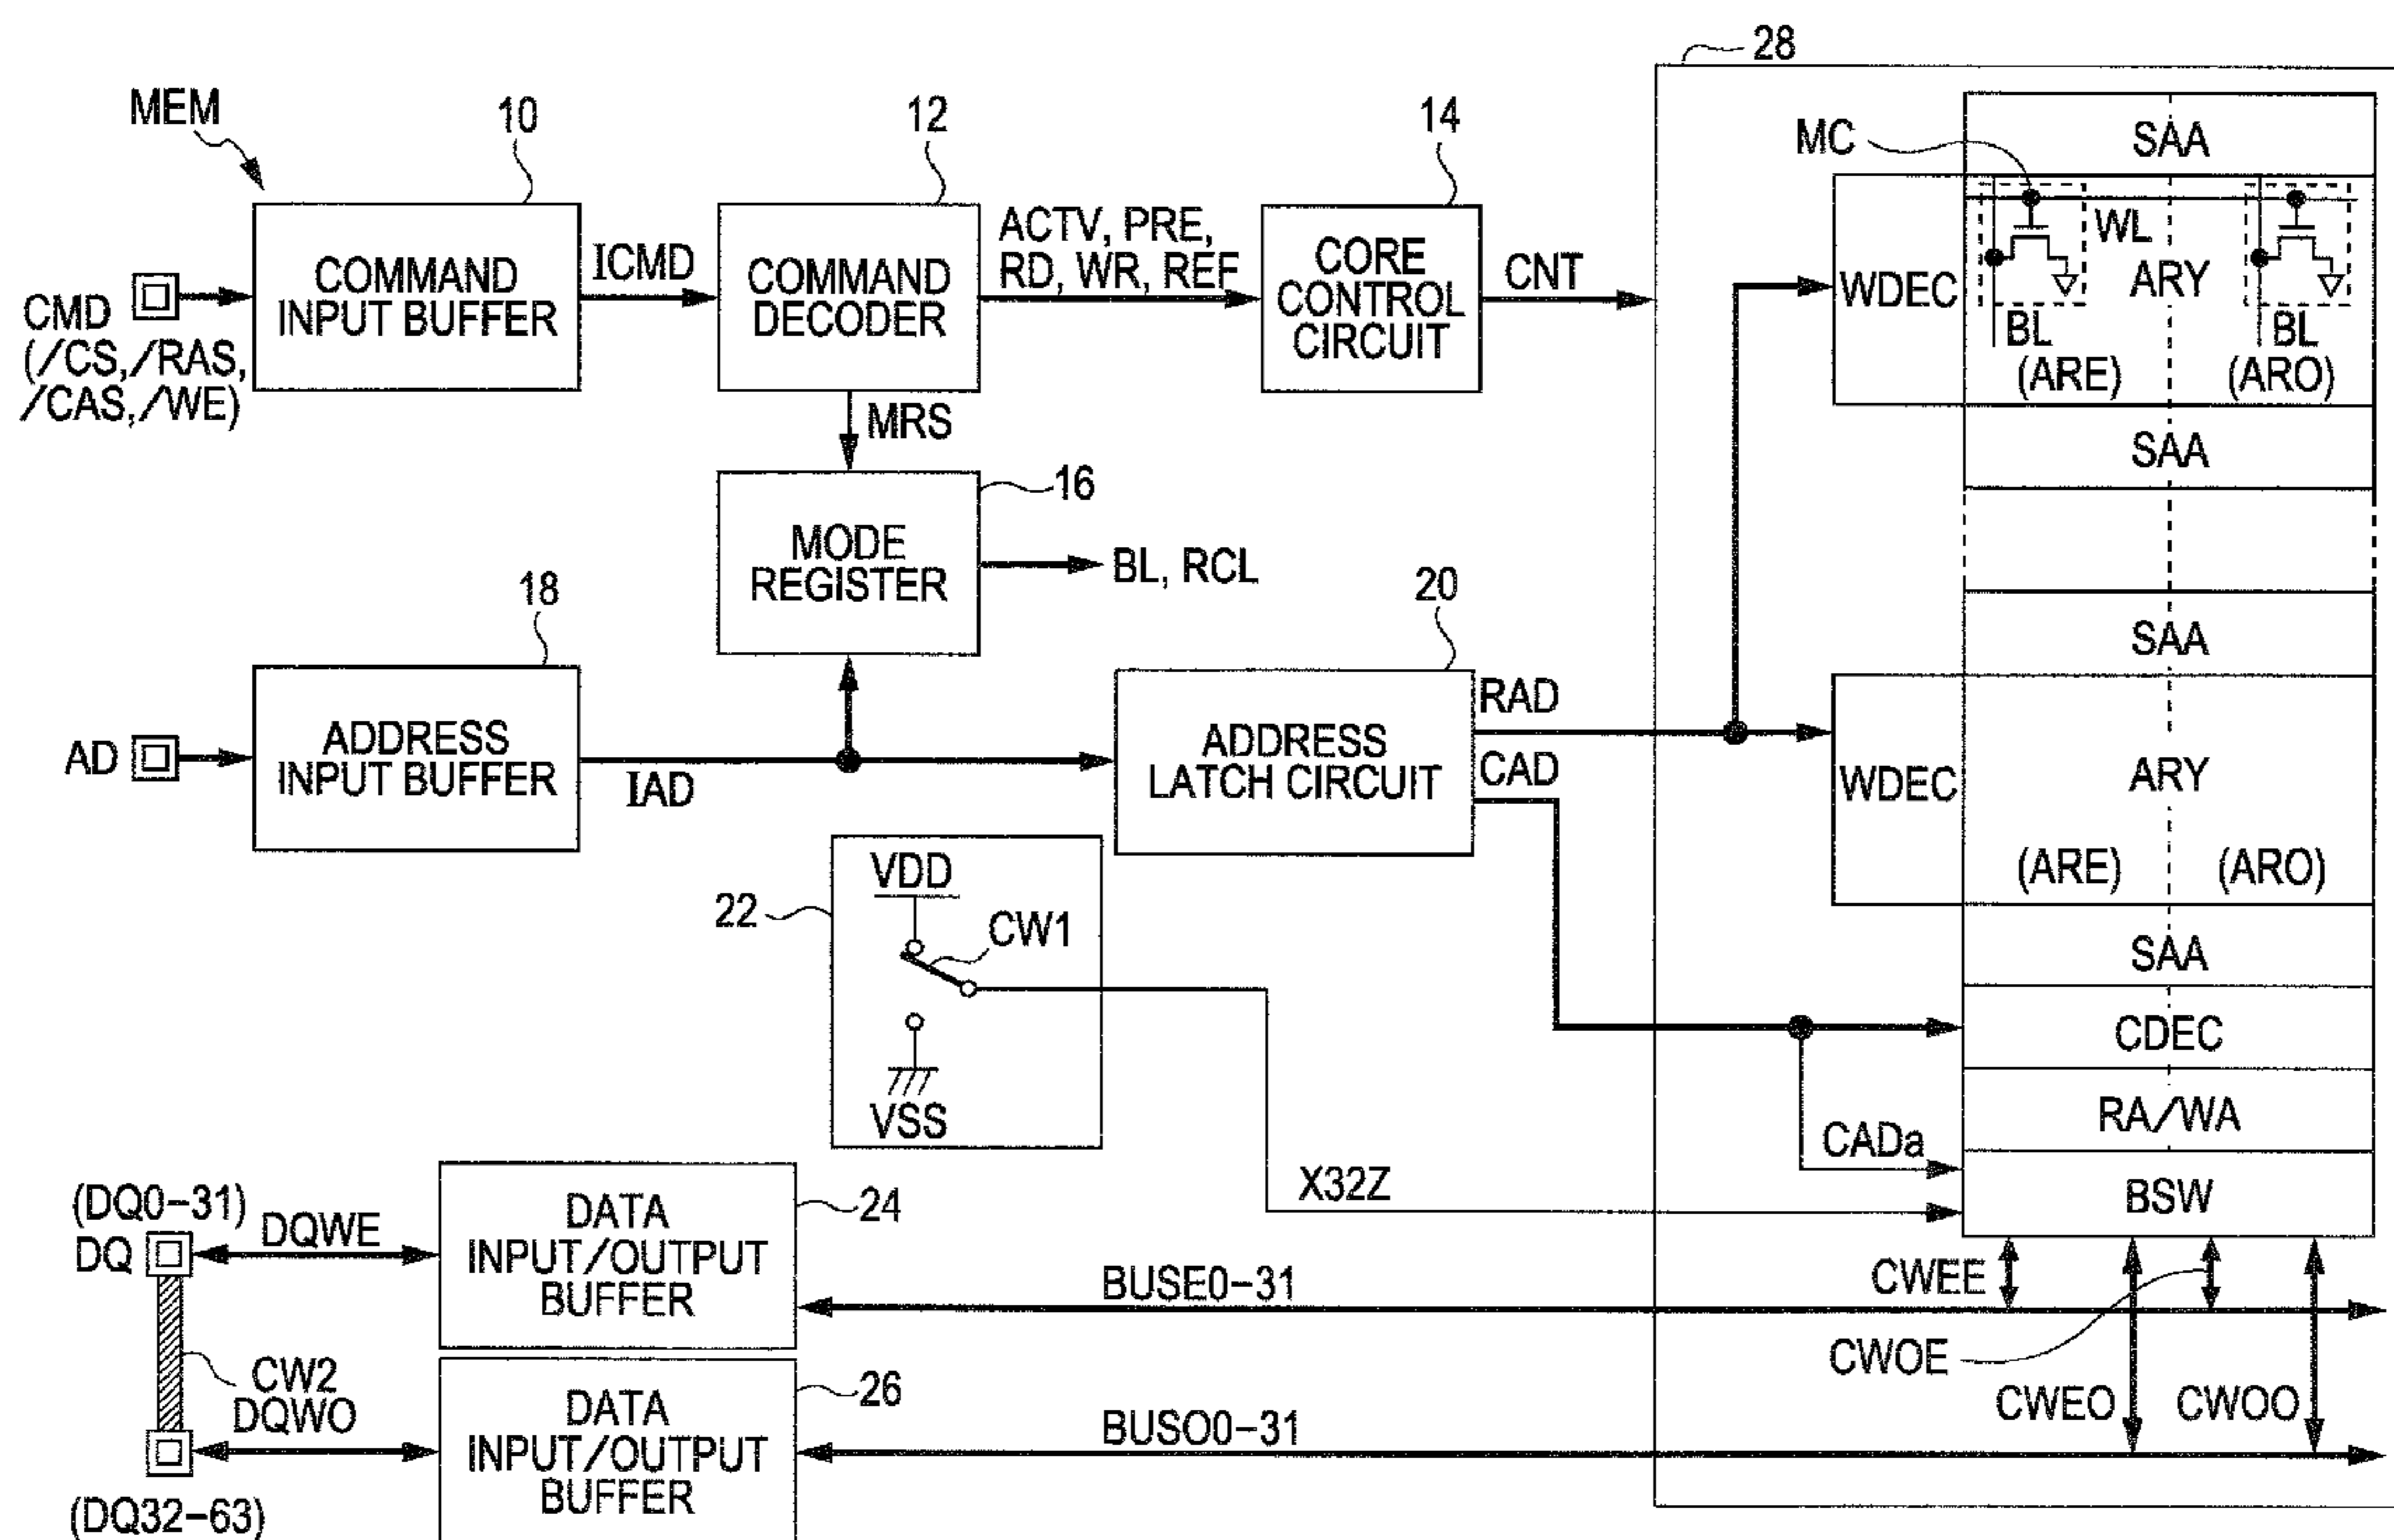 28
MEM
10
12
14
MC
SAA
COMMAND
INPUT BUFFER
ICMD
COMMAND
DECODER
ACTV, PRE,
RD, WR, REF
CORE
CONTROL
CIRCUIT
CNT
WDEC
WL
ARY
BL
BL
(ARE)
(ARO)
CMD
(/CS,/RAS,
/CAS,/WE)
MRS
SAA
16
MODE
REGISTER
BL, RCL
18
20
SAA
AD
ADDRESS
INPUT BUFFER
IAD
ADDRESS
LATCH CIRCUIT
RAD
CAD
WDEC
ARY
(ARE)
(ARO)
22
VDD
CW1
VSS
SAA
CDEC
RA/WA
CADa
X32Z
BSW
(DQ0-31)
DQ
DQWE
DATA
INPUT/OUTPUT
BUFFER
24
BUSE0-31
CWEE
CWOE
CWEO
CWOO
CW2
DQWO
DATA
INPUT/OUTPUT
BUFFER
26
BUSO0-31
(DQ32-63)